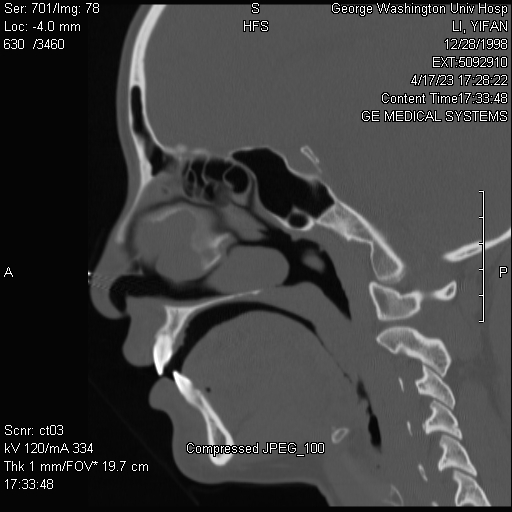 Ser: 701/Img: 78
Loc: -4.0 mm
630 /3460
S
HFS
George Washington Univ Hosp
LI, YIFAN
12/28/1998
EXT:5092910
4/17/23 17:28:22
Content Time17:33:48
GE MEDICAL SYSTEMS
A
P
Scnr: ct03
kV 120/mA 334
Thk 1 mm/FOV* 19.7 cm
17:33:48
Compressed JPEG_100